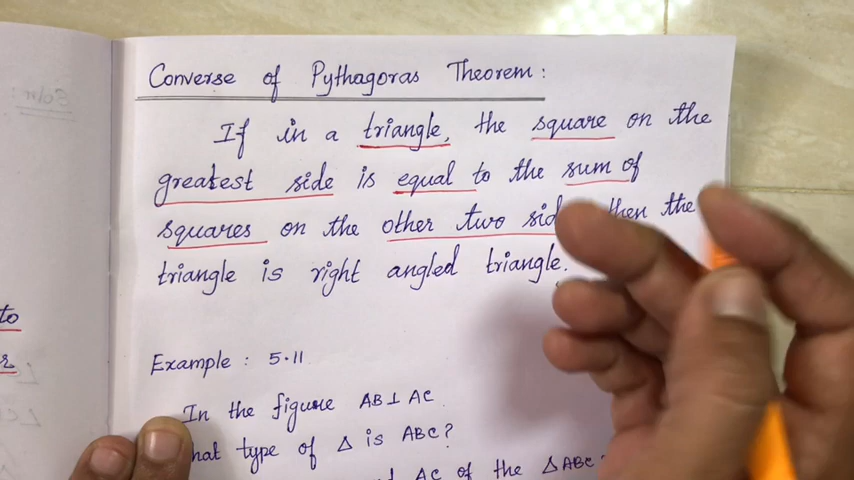 Converse of Pythagoras Theorem:
If in a triangle, the square on the
greatest side is equal to the sum of
squares on the other two sid then the
triangle is right angled triangle.
Example : 5.11
In the figure AB⊥AC
hat type of Δ is ABC?
AC of the ΔABC
to